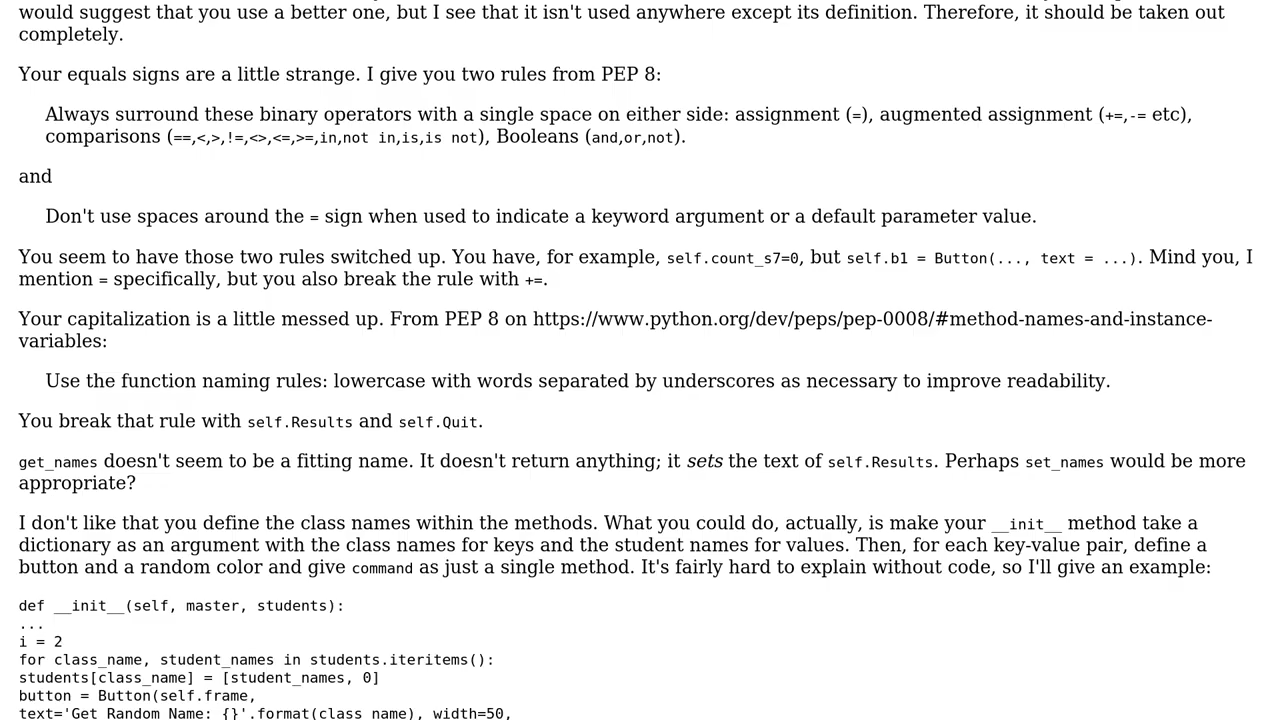 would suggest that you use a better one, but I see that it isn't used anywhere except its definition. Therefore, it should be taken out
completely.
Your equals signs are a little strange. I give you two rules from PEP 8:
Always surround these binary operators with a single space on either side: assignment (=), augmented assignment (+=,-= etc),
comparisons (==,<,>,!=,<>,<=,>=,in,not in,is,is not), Booleans (and,or,not).
and
Don't use spaces around the = sign when used to indicate a keyword argument or a default parameter value.
You seem to have those two rules switched up. You have, for example, self.count_s7=0, but self.b1 = Button(..., text = ...). Mind you, I
mention = specifically, but you also break the rule with +=.
Your capitalization is a little messed up. From PEP 8 on https://www.python.org/dev/peps/pep-0008/#method-names-and-instance-
variables:
Use the function naming rules: lowercase with words separated by underscores as necessary to improve readability.
You break that rule with self.Results and self.Quit.
get_names doesn't seem to be a fitting name. It doesn't return anything; it sets the text of self.Results. Perhaps set_names would be more
appropriate?
I don't like that you define the class names within the methods. What you could do, actually, is make your __init__ method take a
dictionary as an argument with the class names for keys and the student names for values. Then, for each key-value pair, define a
button and a random color and give command as just a single method. It's fairly hard to explain without code, so I'll give an example:
def __init__(self, master, students):
...
i = 2
for class_name, student_names in students.iteritems():
students[class_name] = [student_names, 0]
button = Button(self.frame,
text='Get Random Name: {}'.format(class_name), width=50,